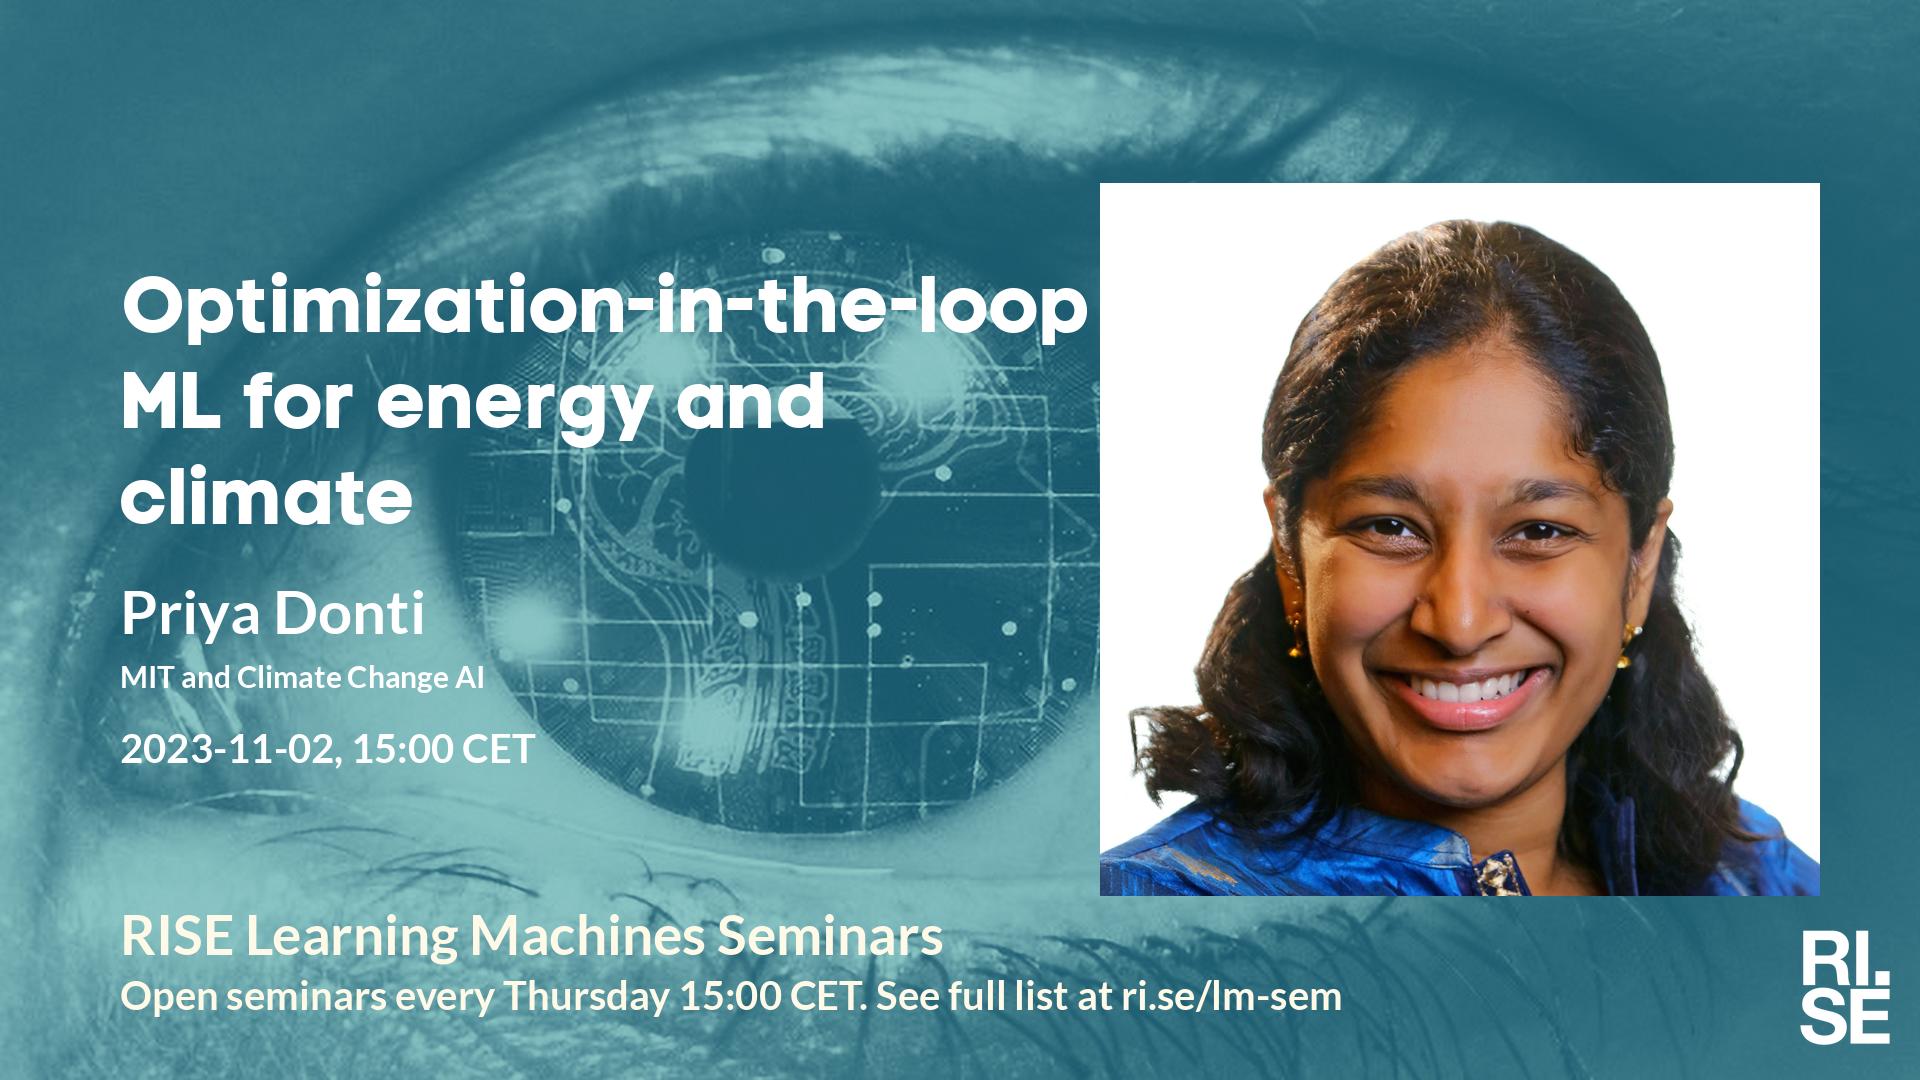 Optimization-in-the-loop
ML for energy and
climate
Priya Donti
MIT and Climate Change AI
2023-11-02, 15:00 CET
RISE Learning Machines Seminars
Open seminars every Thursday 15:00 CET. See full list at ri.se/lm-sem
RI.
SE